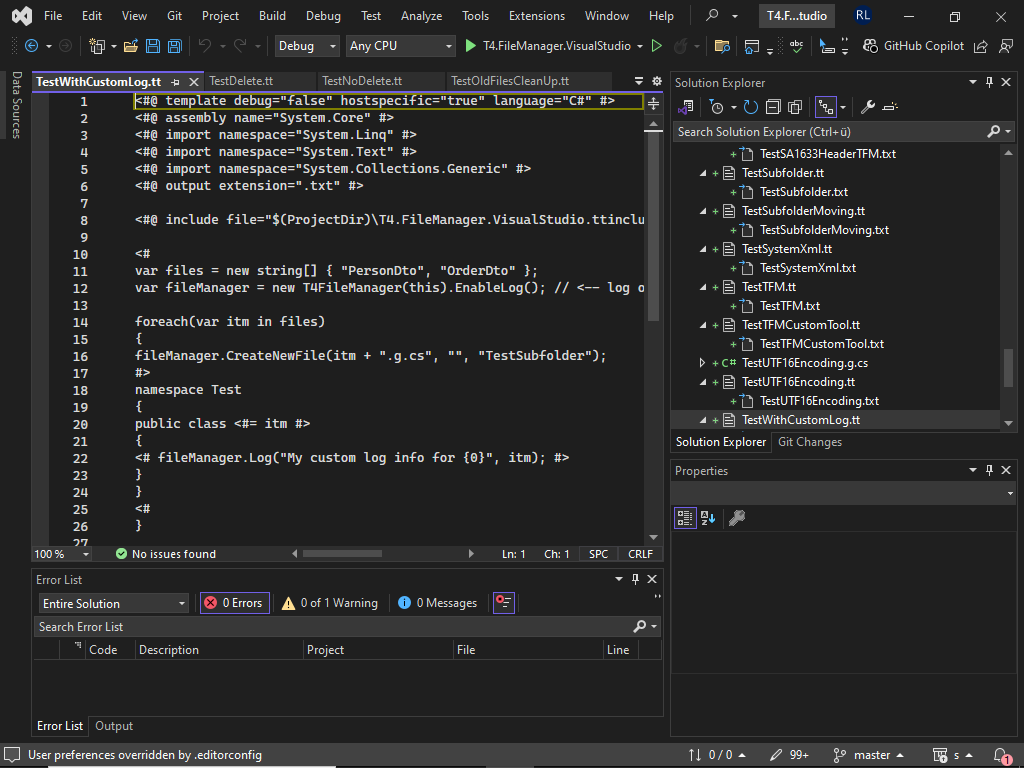 File Edit View Git Project Build Debug Test Analyze Tools Extensions Window Help T4.F...tudio RL
Debug Any CPU T4.FileManager.VisualStudio GitHub Copilot
Data Sources
TestWithCustomLog.tt TestDelete.tt TestNoDelete.tt TestOldFilesCleanUp.tt
1 <#@ template debug="false" hostspecific="true" language="C#" #>
2 <#@ assembly name="System.Core" #>
3 <#@ import namespace="System.Linq" #>
4 <#@ import namespace="System.Text" #>
5 <#@ import namespace="System.Collections.Generic" #>
6 <#@ output extension=".txt" #>
7
8 <#@ include file="$(ProjectDir)\T4.FileManager.VisualStudio.ttinclu
9
10 <#
11 var files = new string[] { "PersonDto", "OrderDto" };
12 var fileManager = new T4FileManager(this).EnableLog(); // <-- log o
13
14 foreach(var itm in files)
15 {
16 fileManager.CreateNewFile(itm + ".g.cs", "", "TestSubfolder");
17 #>
18 namespace Test
19 {
20 public class <#= itm #>
21 {
22 <# fileManager.Log("My custom log info for {0}", itm); #>
23 }
24 }
25 <#
26 }
27
100 % No issues found Ln: 1 Ch: 1 SPC CRLF
Error List
Entire Solution 0 Errors 0 of 1 Warning 0 Messages
Search Error List
Code Description Project File Line
Error List Output
Solution Explorer
Search Solution Explorer (Ctrl+ü)
TestSA1633HeaderTFM.txt
TestSubfolder.tt
TestSubfolder.txt
TestSubfolderMoving.tt
TestSubfolderMoving.txt
TestSystemXml.tt
TestSystemXml.txt
TestTFM.tt
TestTFM.txt
TestTFMCustomTool.tt
TestTFMCustomTool.txt
C# TestUTF16Encoding.g.cs
TestUTF16Encoding.tt
TestUTF16Encoding.txt
TestWithCustomLog.tt
Solution Explorer Git Changes
Properties
User preferences overridden by .editorconfig 0 / 0 99+ master s 1